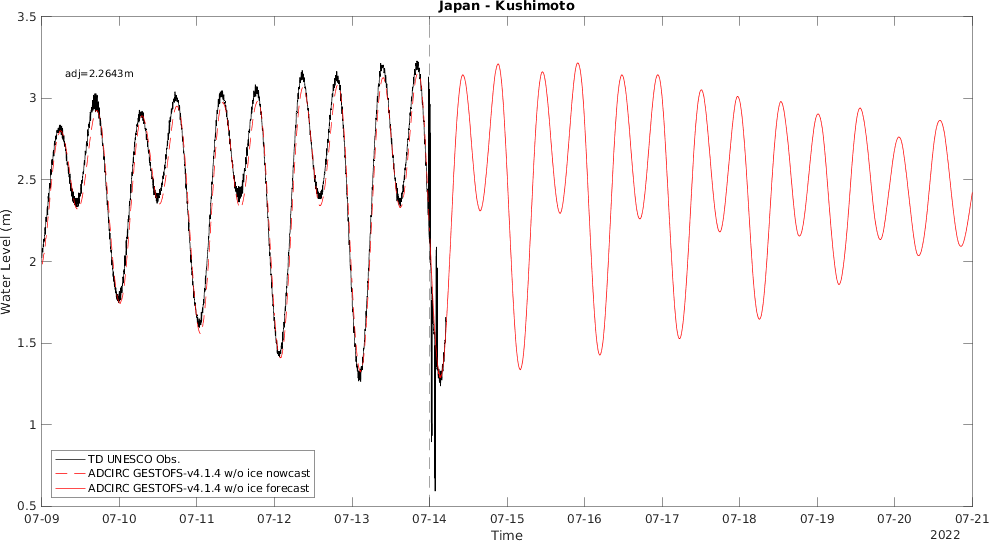 Japan - Kushimoto
3.5
3
2.5
2
1.5
1
0.5
Water Level (m)
adj=2.2643m
TD UNESCO Obs.
ADCIRC GESTOFS-v4.1.4 w/o ice nowcast
ADCIRC GESTOFS-v4.1.4 w/o ice forecast
07-09 07-10 07-11 07-12 07-13 07-14 07-15 07-16 07-17 07-18 07-19 07-20 07-21
Time
2022